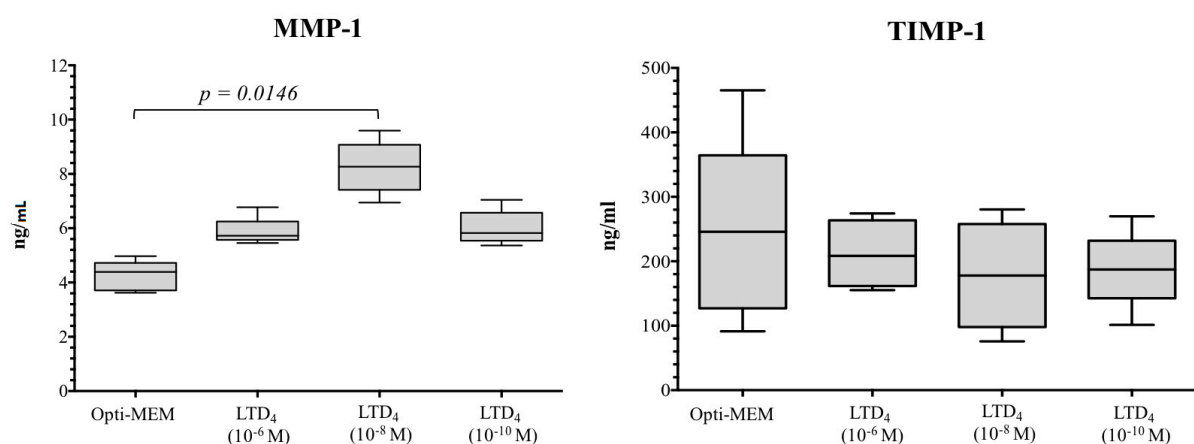 MMP-1
12
10
8
6
4
2
0
ng/mL
p = 0.0146
Opti-MEM
LTD₄
(10⁻⁶ M)
LTD₄
(10⁻⁸ M)
LTD₄
(10⁻¹⁰ M)
TIMP-1
500
400
300
200
100
0
ng/ml
Opti-MEM
LTD₄
(10⁻⁶ M)
LTD₄
(10⁻⁸ M)
LTD₄
(10⁻¹⁰ M)